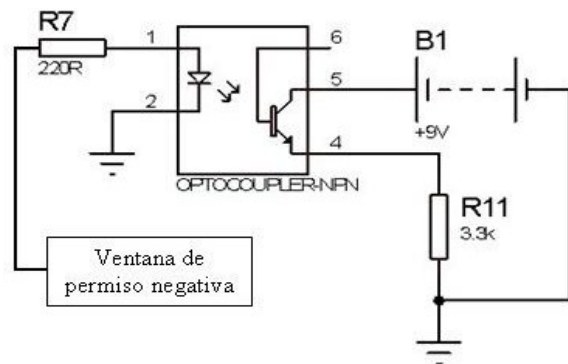 R7
220R
1
2
6
5
4
OPTOCOUPLER-NPN
B1
+9V
R11
3.3k
Ventana de
permiso negativa